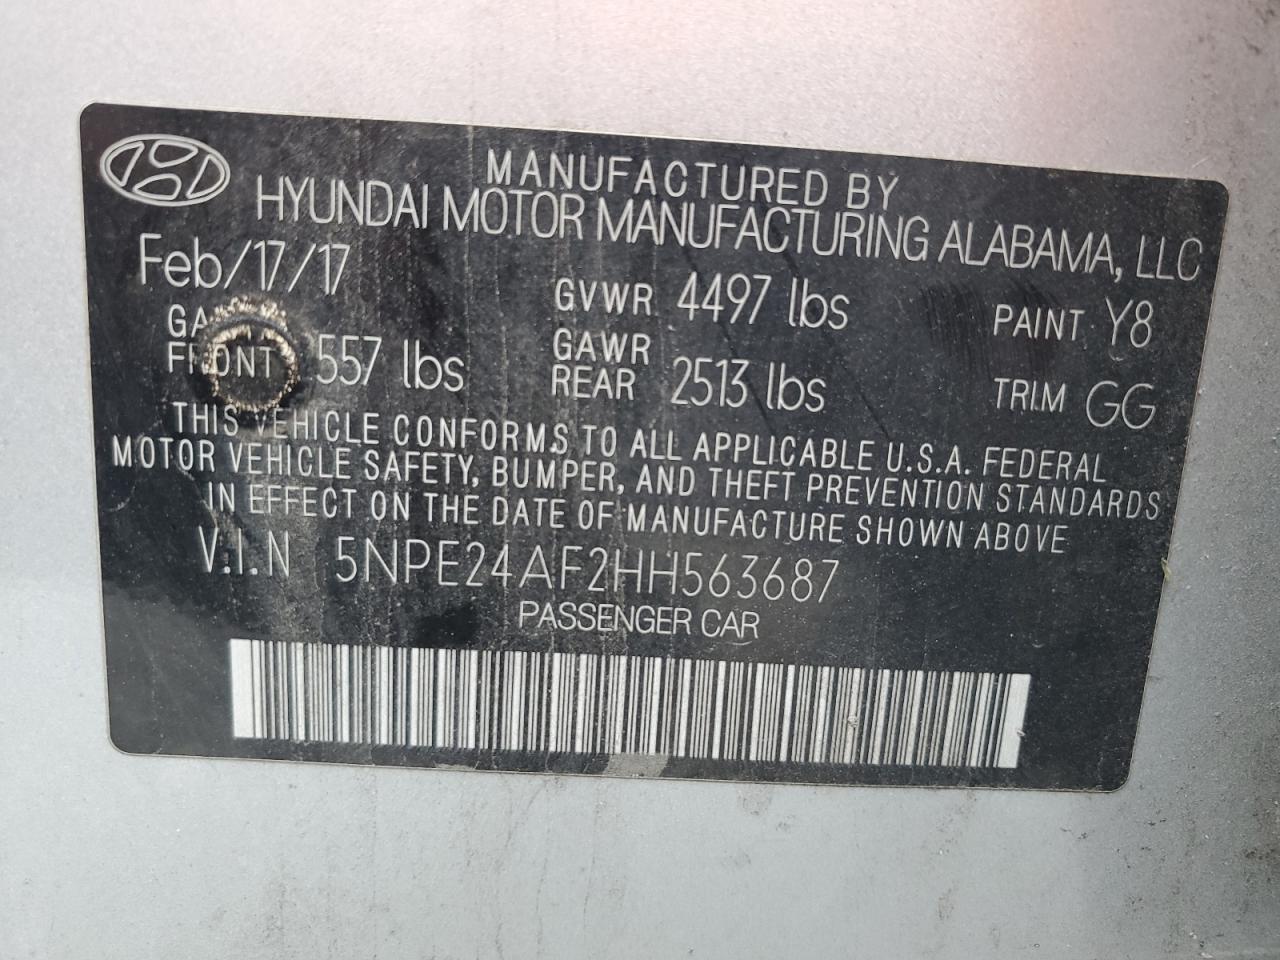 MANUFACTURED BY
HYUNDAI MOTOR MANUFACTURING ALABAMA, LLC
Feb/17/17
GVWR 4497 lbs
PAINT Y8
FRONT 557 lbs
GAWR
REAR 2513 lbs
TRIM GG
THIS VEHICLE CONFORMS TO ALL APPLICABLE U.S.A. FEDERAL
MOTOR VEHICLE SAFETY, BUMPER, AND THEFT PREVENTION STANDARDS
IN EFFECT ON THE DATE OF MANUFACTURE SHOWN ABOVE
V.I.N 5NPE24AF2HH563687
PASSENGER CAR